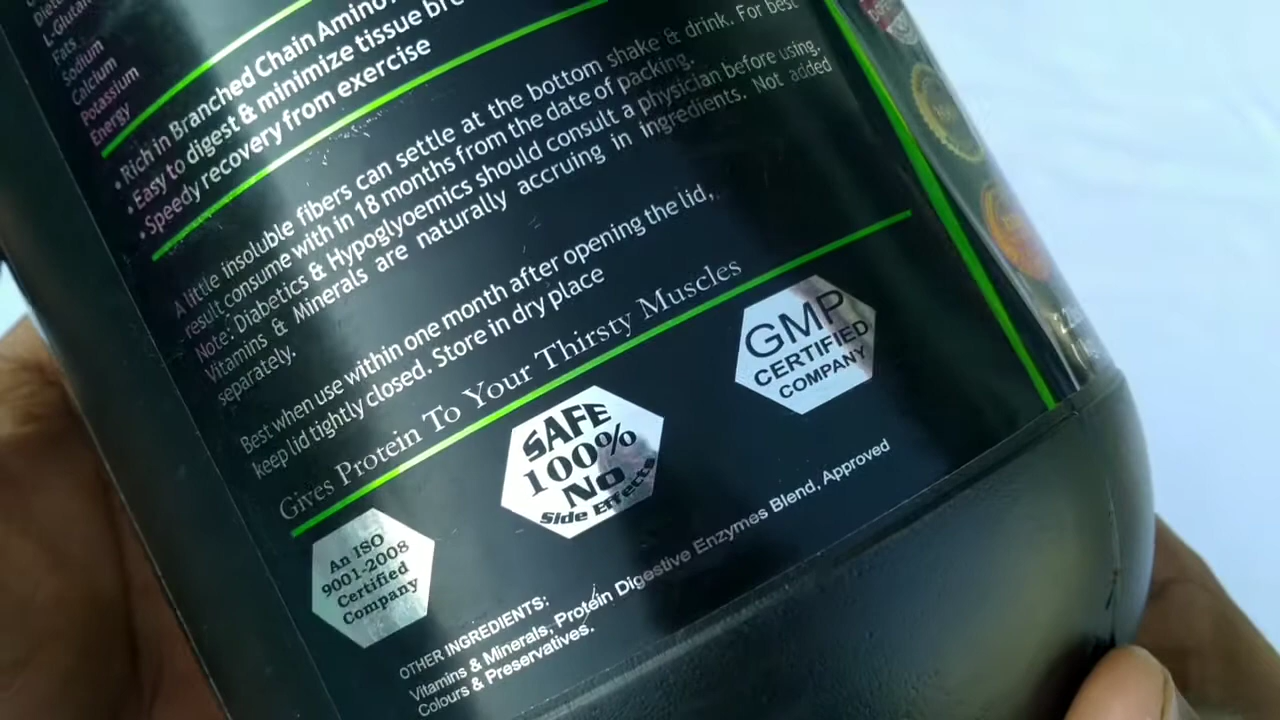 L-Glutam
Fats
Sodium
Calcium
Potassium
Energy
• Rich in Branched Chain Amino
• Easy to digest & minimize tissue bre
• Speedy recovery from exercise
A little insoluble fibers can settle at the bottom shake & drink. For best
result consume with in 18 months from the date of packing.
Note: Diabetics & Hypoglyoemics should consult a physician before using.
Vitamins & Minerals are naturally accruing in ingredients. Not added
separately.
Best when use within one month after opening the lid,
keep lid tightly closed. Store in dry place
Gives Protein To Your Thirsty Muscles
An ISO
9001-2008
Certified
Company
SAFE
100%
NO
Side Effects
GMP
CERTIFIED
COMPANY
OTHER INGREDIENTS:
Vitamins & Minerals, Protein Digestive Enzymes Blend, Approved
Colours & Preservatives.